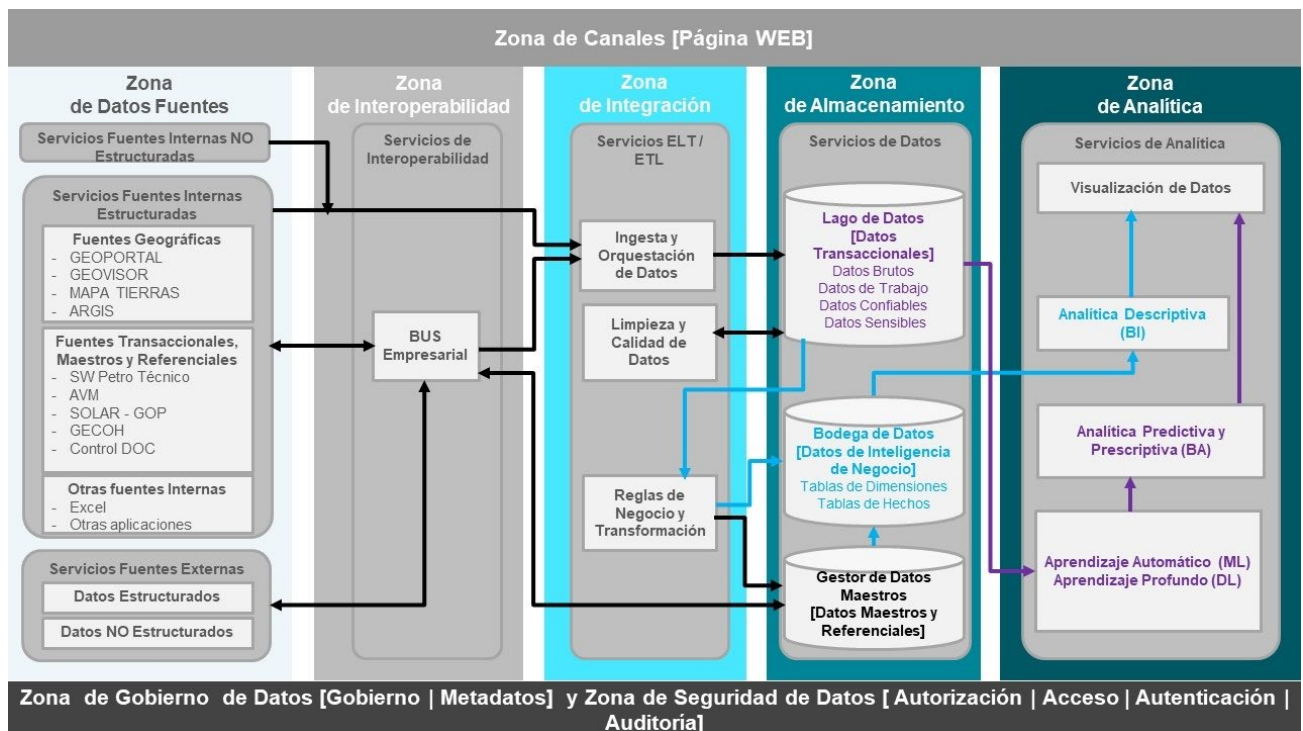 Zona de Canales [Página WEB]
Zona
de Datos Fuentes
Servicios Fuentes Internas NO
Estructuradas
Servicios Fuentes Internas
Estructuradas
Fuentes Geográficas
- GEOPORTAL
- GEOVISOR
- MAPA TIERRAS
- ARGIS
Fuentes Transaccionales,
Maestros y Referenciales
- SW Petro Técnico
- AVM
- SOLAR - GOP
- GECOH
- Control DOC
Otras fuentes Internas
- Excel
- Otras aplicaciones
Servicios Fuentes Externas
Datos Estructurados
Datos NO Estructurados
Zona
de Interoperabilidad
Servicios de
Interoperabilidad
BUS
Empresarial
Zona
de Integración
Servicios ELT /
ETL
Ingesta y
Orquestación
de Datos
Limpieza y
Calidad de
Datos
Reglas de
Negocio y
Transformación
Zona
de Almacenamiento
Servicios de Datos
Lago de Datos
[Datos
Transaccionales]
Datos Brutos
Datos de Trabajo
Datos Confiables
Datos Sensibles
Bodega de Datos
[Datos de Inteligencia
de Negocio]
Tablas de Dimensiones
Tablas de Hechos
Gestor de Datos
Maestros
[Datos Maestros y
Referenciales]
Zona
de Analítica
Servicios de Analítica
Visualización de Datos
Analítica Descriptiva
(BI)
Analítica Predictiva y
Prescriptiva (BA)
Aprendizaje Automático (ML)
Aprendizaje Profundo (DL)
Zona de Gobierno de Datos [Gobierno | Metadatos] y Zona de Seguridad de Datos [ Autorización | Acceso | Autenticación |
Auditoría]